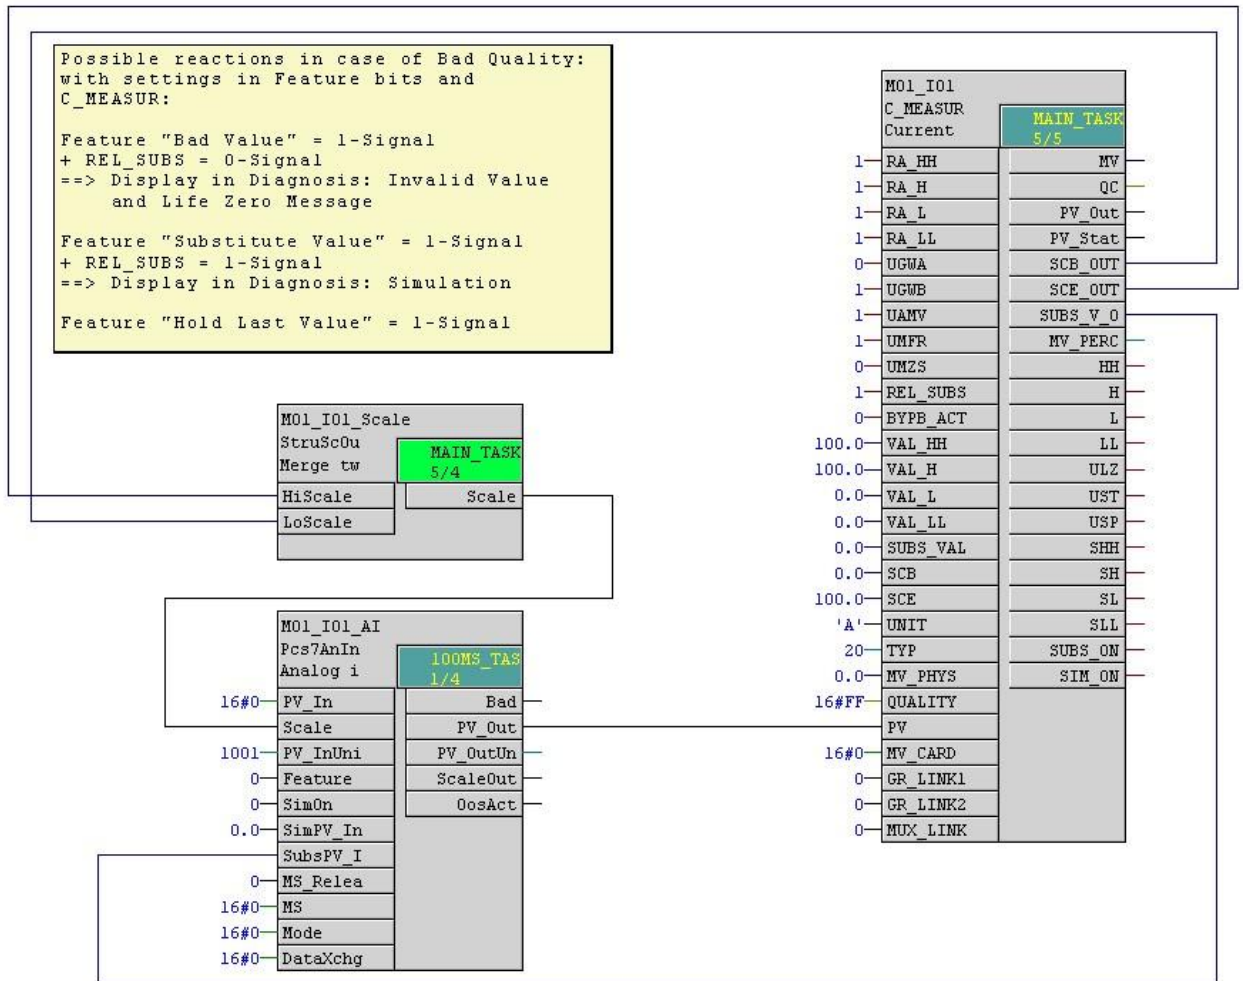 Possible reactions in case of Bad Quality:
with settings in Feature bits and
C_MEASUR:
Feature "Bad Value" = 1-Signal
+ REL_SUBS = 0-Signal
==> Display in Diagnosis: Invalid Value
and Life Zero Message
Feature "Substitute Value" = 1-Signal
+ REL_SUBS = 1-Signal
==> Display in Diagnosis: Simulation
Feature "Hold Last Value" = 1-Signal
M01_I01_Scale
StruScOu
Merge tw
MAIN_TASK
5/4
HiScale Scale
LoScale
M01_I01_AI
Pcs7AnIn
Analog i
100MS_TAS
1/4
16#0 PV_In Bad
Scale PV_Out
1001 PV_InUni PV_OutUn
0 Feature ScaleOut
0 SimOn OosAct
0.0 SimPV_In
SubsPV_I
0 MS_Relea
16#0 MS
16#0 Mode
16#0 DataXchg
M01_I01
C_MEASUR
Current
MAIN_TASK
5/5
1 RA_HH MV
1 RA_H QC
1 RA_L PV_Out
1 RA_LL PV_Stat
0 UGWA SCB_OUT
1 UGWB SCE_OUT
1 UAMV SUBS_V_O
1 UMFR MV_PERC
0 UMZS HH
1 REL_SUBS H
0 BYPB_ACT L
100.0 VAL_HH LL
100.0 VAL_H ULZ
0.0 VAL_L UST
0.0 VAL_LL USP
0.0 SUBS_VAL SHH
0.0 SCB SH
100.0 SCE SL
'A' UNIT SLL
20 TYP SUBS_ON
0.0 MV_PHYS SIM_ON
16#FF QUALITY
PV
16#0 MV_CARD
0 GR_LINK1
0 GR_LINK2
0 MUX_LINK